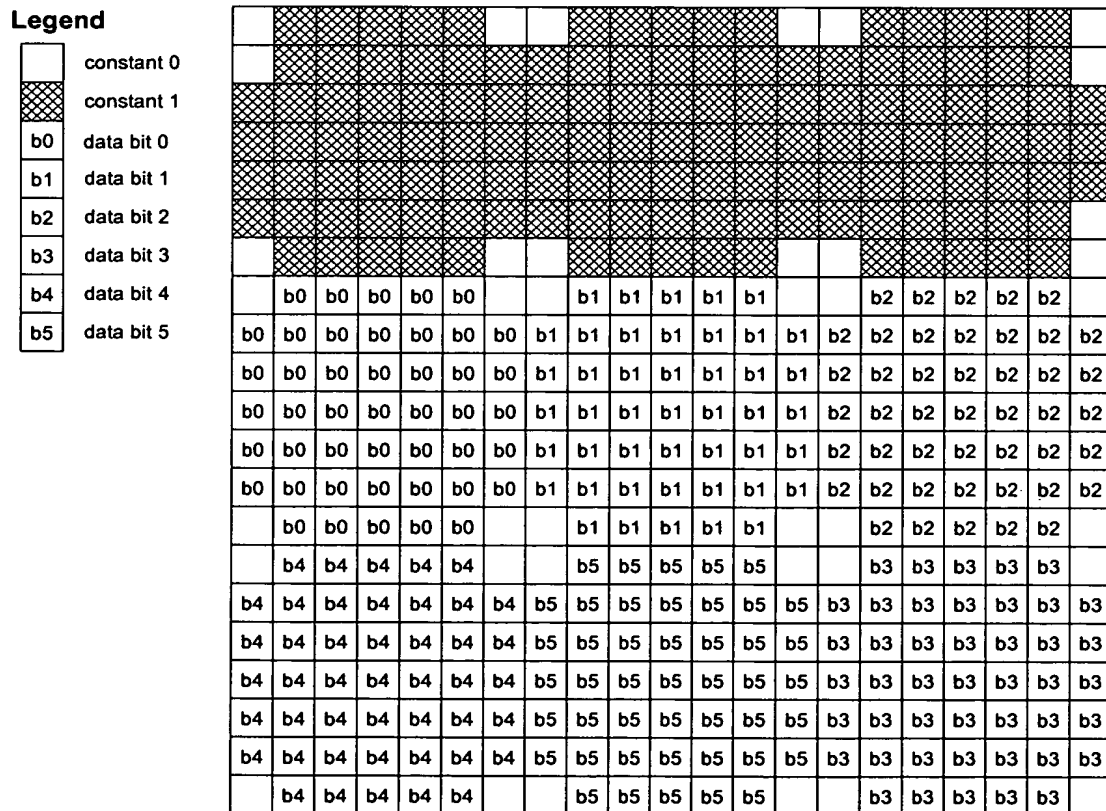 Legend
constant 0
constant 1
b0 data bit 0
b1 data bit 1
b2 data bit 2
b3 data bit 3
b4 data bit 4
b5 data bit 5
b0 b0 b0 b0 b0 b1 b1 b1 b1 b1 b2 b2 b2 b2 b2
b0 b0 b0 b0 b0 b0 b0 b1 b1 b1 b1 b1 b1 b1 b2 b2 b2 b2 b2 b2 b2
b0 b0 b0 b0 b0 b0 b0 b1 b1 b1 b1 b1 b1 b1 b2 b2 b2 b2 b2 b2 b2
b0 b0 b0 b0 b0 b0 b0 b1 b1 b1 b1 b1 b1 b1 b2 b2 b2 b2 b2 b2 b2
b0 b0 b0 b0 b0 b0 b0 b1 b1 b1 b1 b1 b1 b1 b2 b2 b2 b2 b2 b2 b2
b0 b0 b0 b0 b0 b0 b0 b1 b1 b1 b1 b1 b1 b1 b2 b2 b2 b2 b2 b2 b2
b0 b0 b0 b0 b0 b1 b1 b1 b1 b1 b2 b2 b2 b2 b2
b4 b4 b4 b4 b4 b5 b5 b5 b5 b5 b3 b3 b3 b3 b3
b4 b4 b4 b4 b4 b4 b4 b5 b5 b5 b5 b5 b5 b5 b3 b3 b3 b3 b3 b3 b3
b4 b4 b4 b4 b4 b4 b4 b5 b5 b5 b5 b5 b5 b5 b3 b3 b3 b3 b3 b3 b3
b4 b4 b4 b4 b4 b4 b4 b5 b5 b5 b5 b5 b5 b5 b3 b3 b3 b3 b3 b3 b3
b4 b4 b4 b4 b4 b4 b4 b5 b5 b5 b5 b5 b5 b5 b3 b3 b3 b3 b3 b3 b3
b4 b4 b4 b4 b4 b4 b4 b5 b5 b5 b5 b5 b5 b5 b3 b3 b3 b3 b3 b3 b3
b4 b4 b4 b4 b4 b5 b5 b5 b5 b5 b3 b3 b3 b3 b3